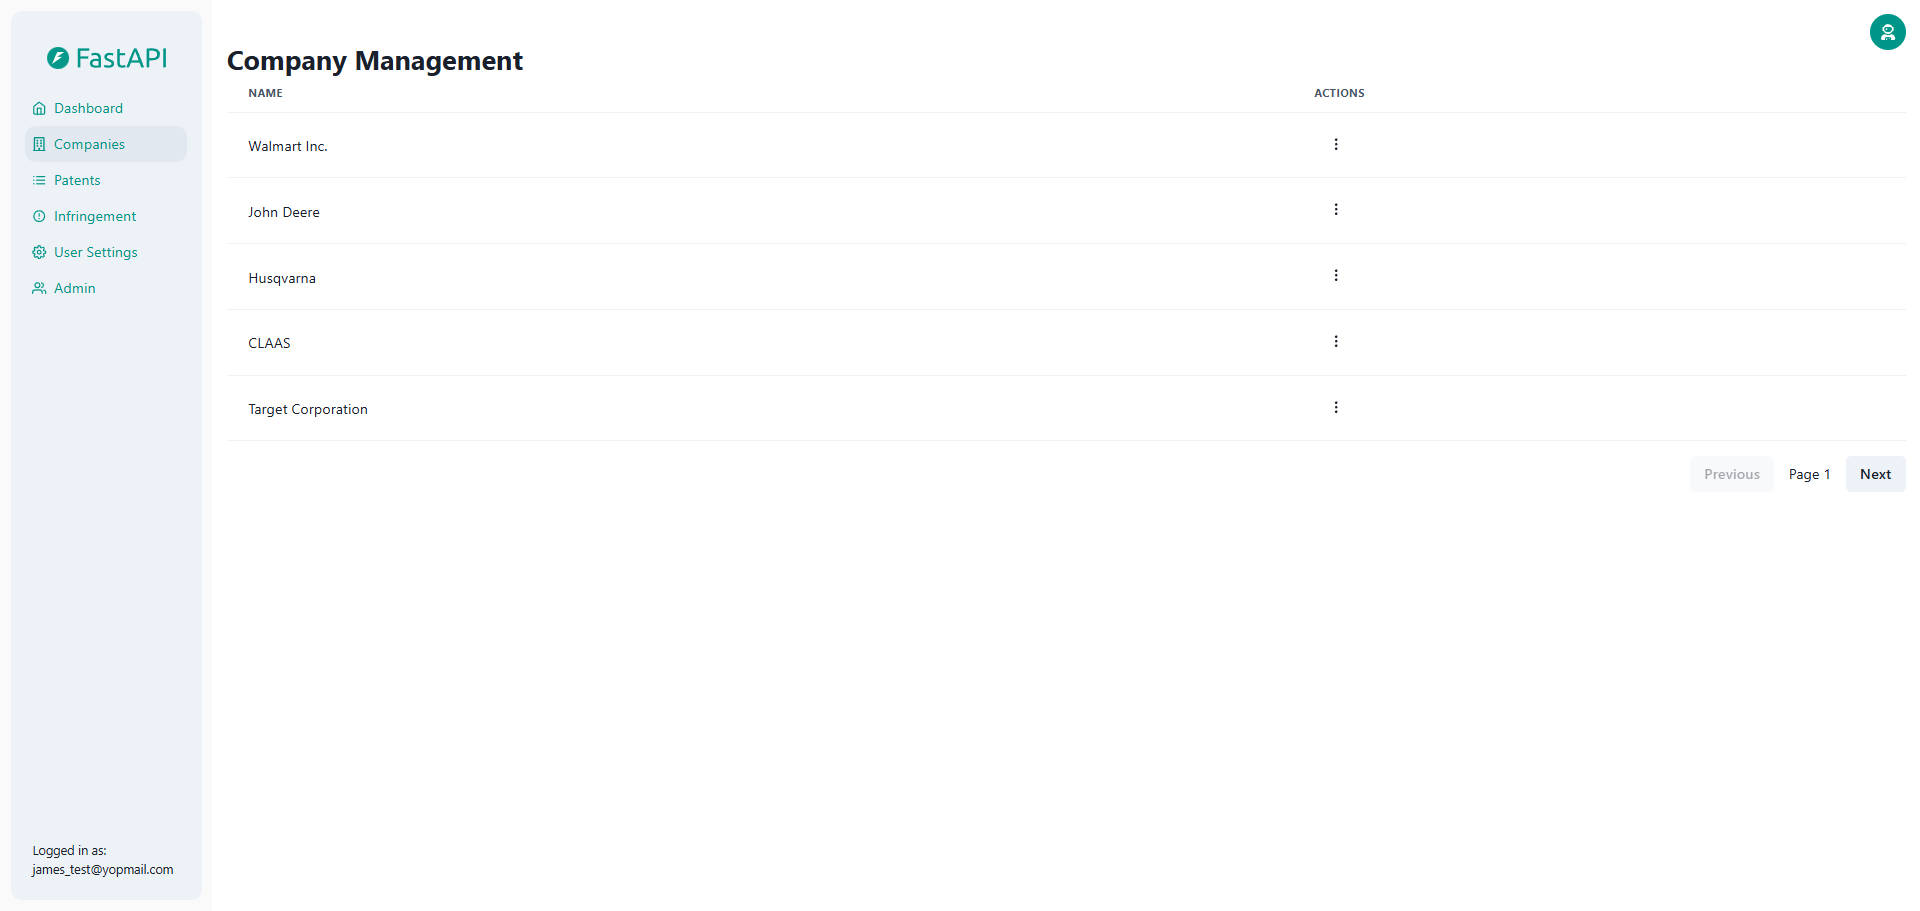 FastAPI
Dashboard
Companies
Patents
Infringement
User Settings
Admin
Logged in as:
james_test@yopmail.com
Company Management
NAME ACTIONS
Walmart Inc.
John Deere
Husqvarna
CLAAS
Target Corporation
Previous Page 1 Next